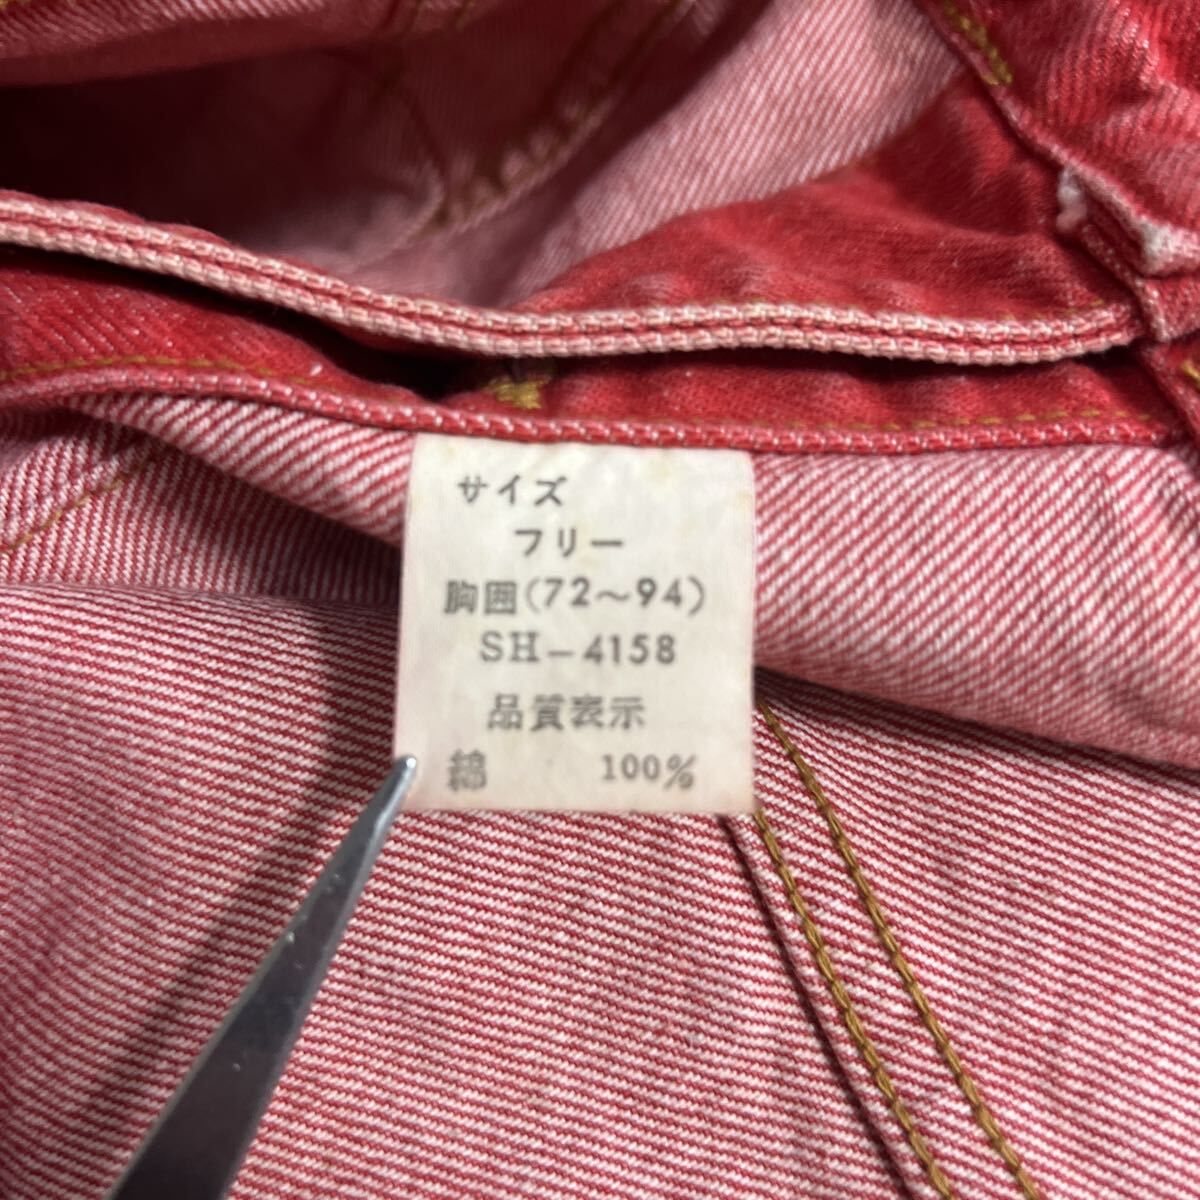 サイズ
フリー
胸囲(72～94)
SH-4158
品質表示
綿 100%